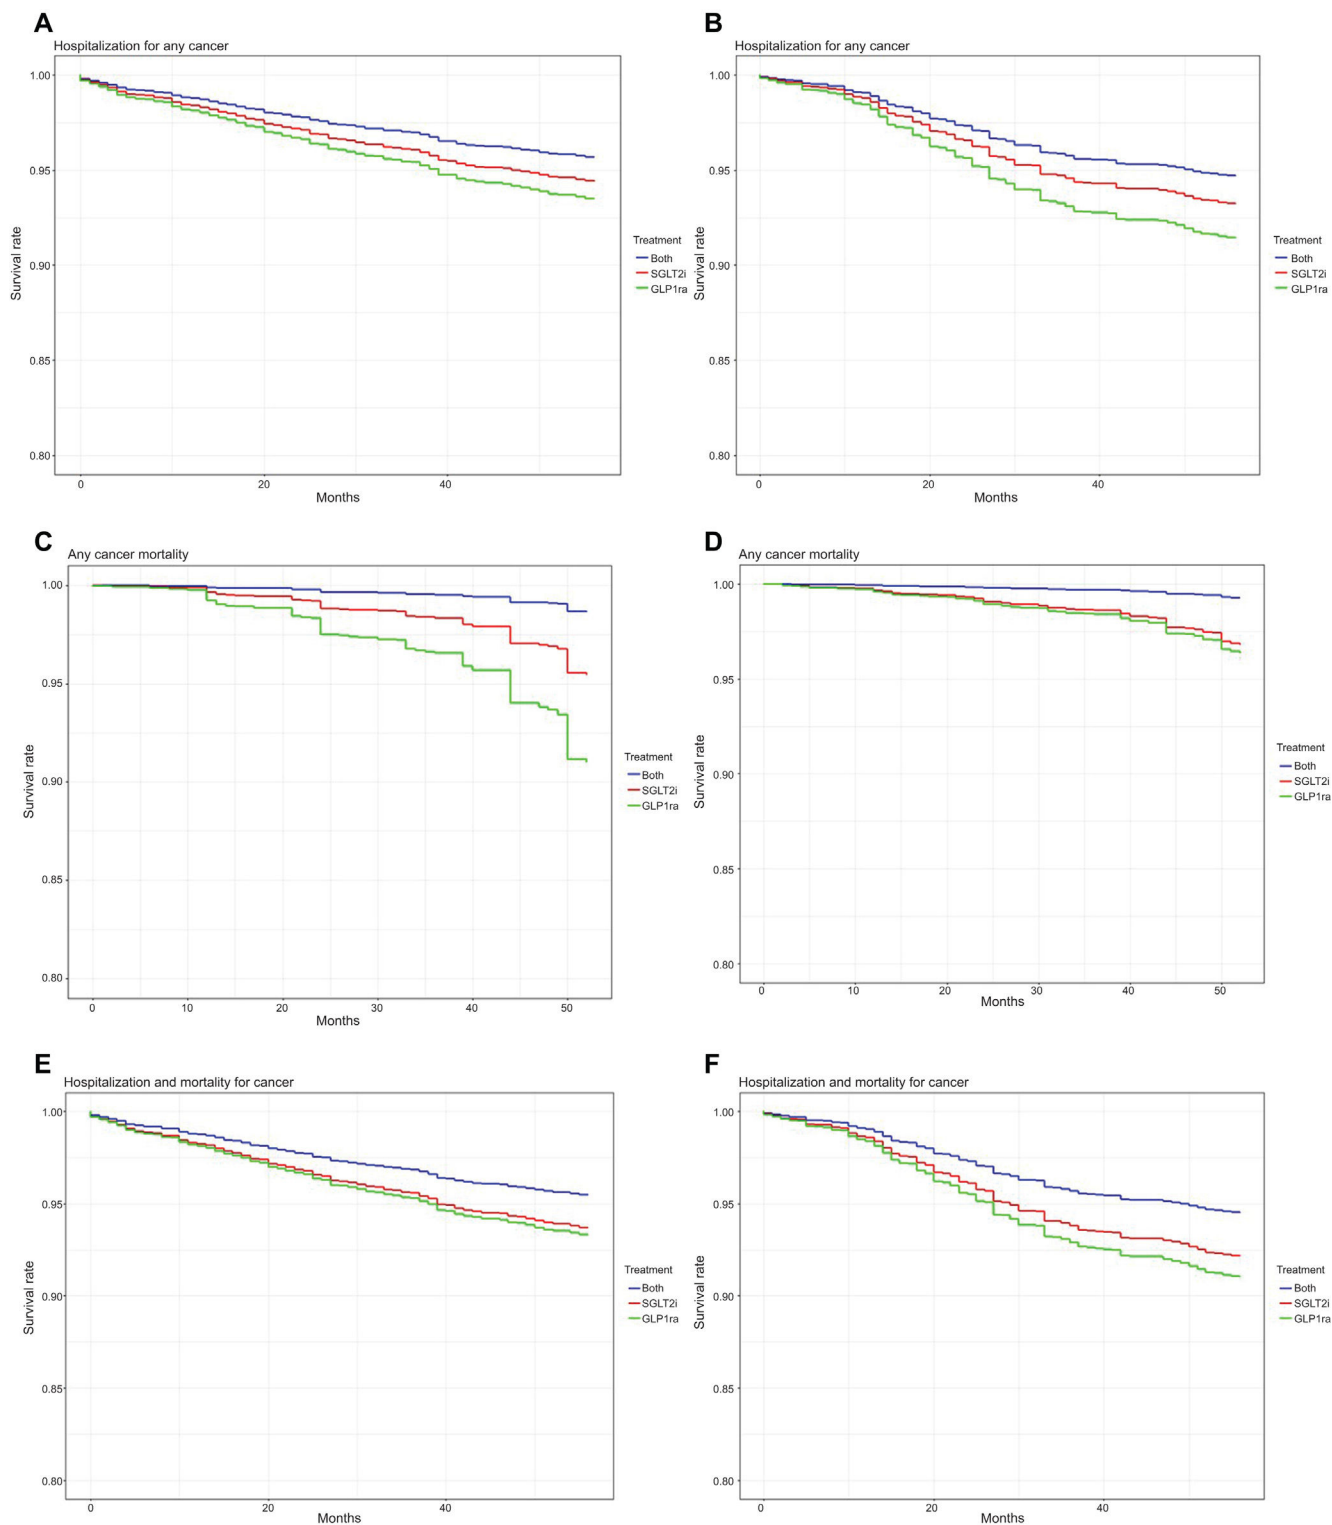 A
Hospitalization for any cancer
1.00
0.95
0.90
0.85
0.80
Survival rate
0
20
40
Months
Treatment
Both
SGLT2i
GLP1ra
B
Hospitalization for any cancer
1.00
0.95
0.90
0.85
0.80
Survival rate
0
20
40
Months
Treatment
Both
SGLT2i
GLP1ra
C
Any cancer mortality
1.00
0.95
0.90
0.85
0.80
Survival rate
0
10
20
30
40
50
Months
Treatment
Both
SGLT2i
GLP1ra
D
Any cancer mortality
1.00
0.95
0.90
0.85
0.80
Survival rate
0
10
20
30
40
50
Months
Treatment
Both
SGLT2i
GLP1ra
E
Hospitalization and mortality for cancer
1.00
0.95
0.90
0.85
0.80
Survival rate
0
20
40
Months
Treatment
Both
SGLT2i
GLP1ra
F
Hospitalization and mortality for cancer
1.00
0.95
0.90
0.85
0.80
Survival rate
0
20
40
Months
Treatment
Both
SGLT2i
GLP1ra